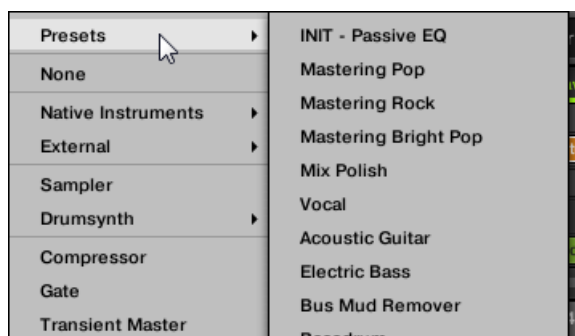 Presets
None
Native Instruments
External
Sampler
Drumsynth
Compressor
Gate
Transient Master
INIT - Passive EQ
Mastering Pop
Mastering Rock
Mastering Bright Pop
Mix Polish
Vocal
Acoustic Guitar
Electric Bass
Bus Mud Remover